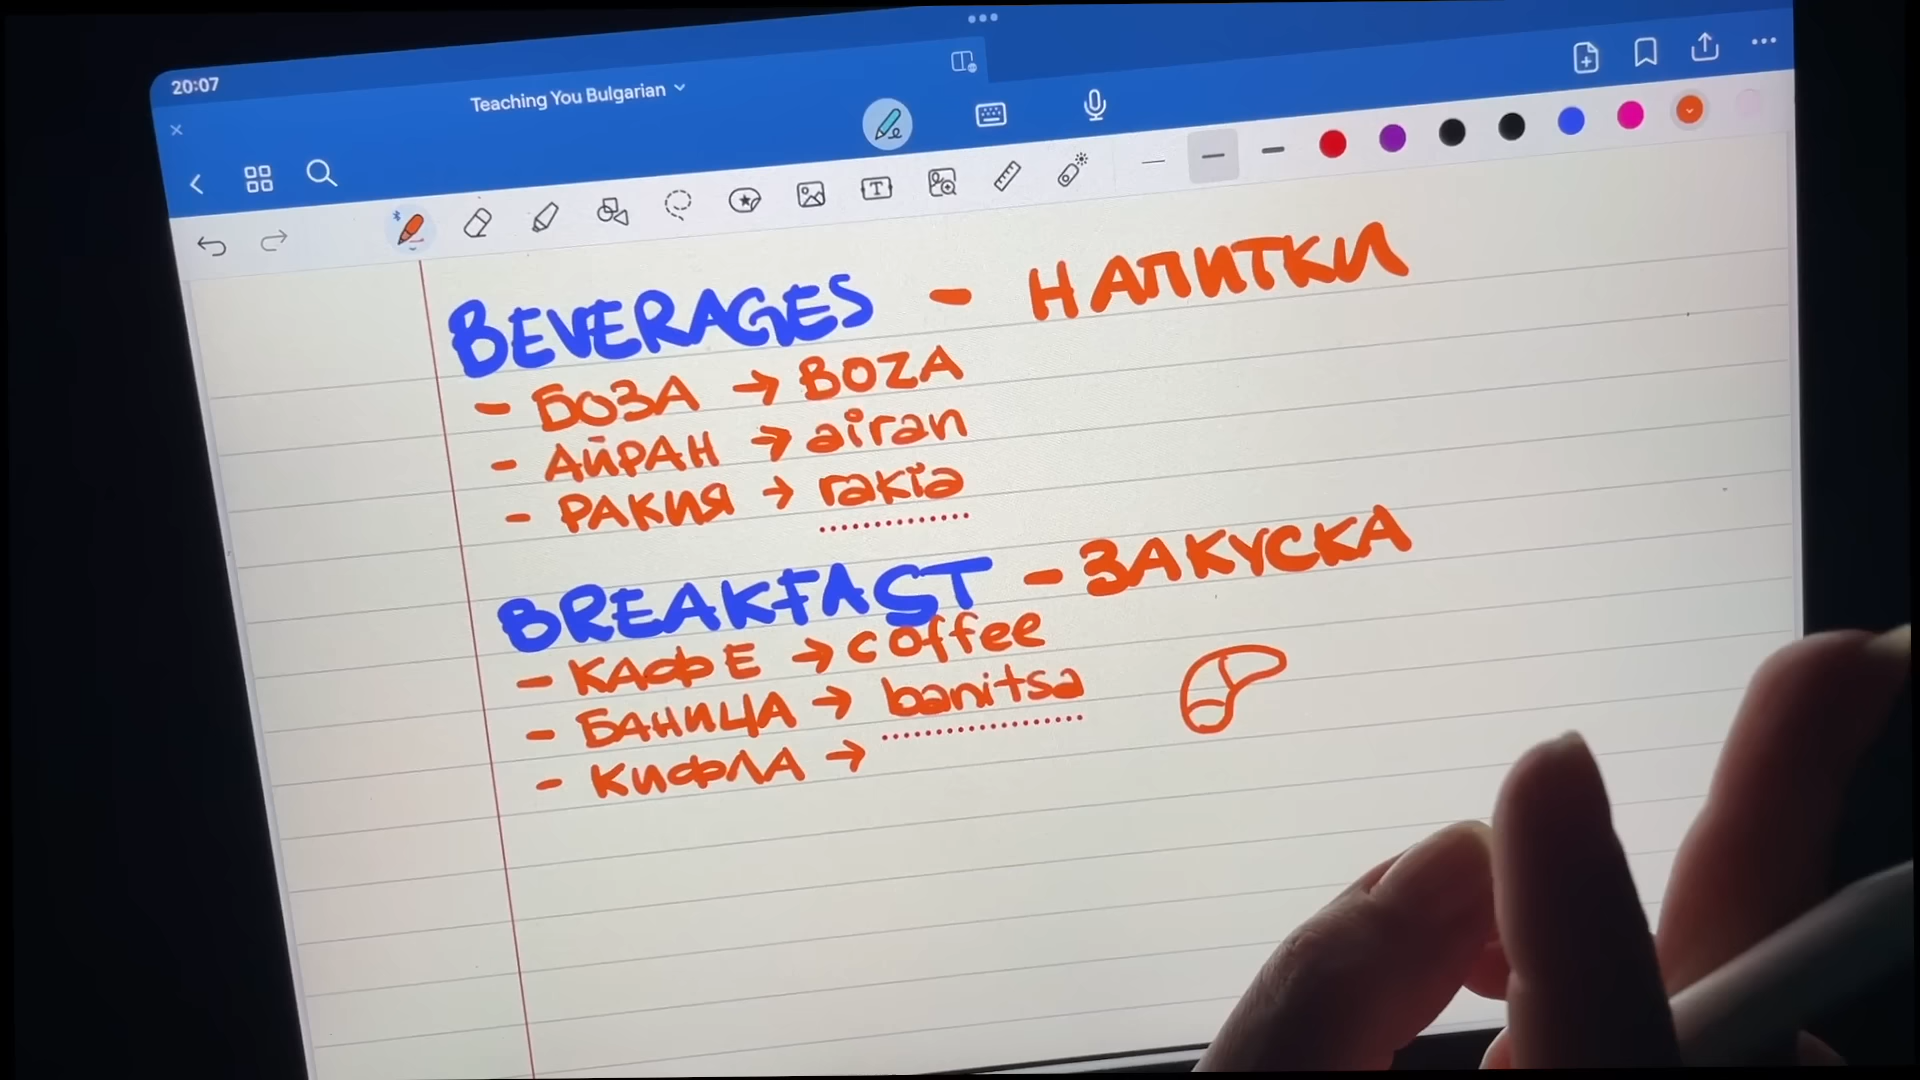 20:07
Teaching You Bulgarian
BEVERAGES - НАПИТКИ
- БОЗА → BOZA
- АЙРАН → airan
- РАКИЯ → rakia
BREAKFAST - ЗАКУСКА
- КАФЕ → coffee
- БАНИЦА → banitsa
- КИФЛА →